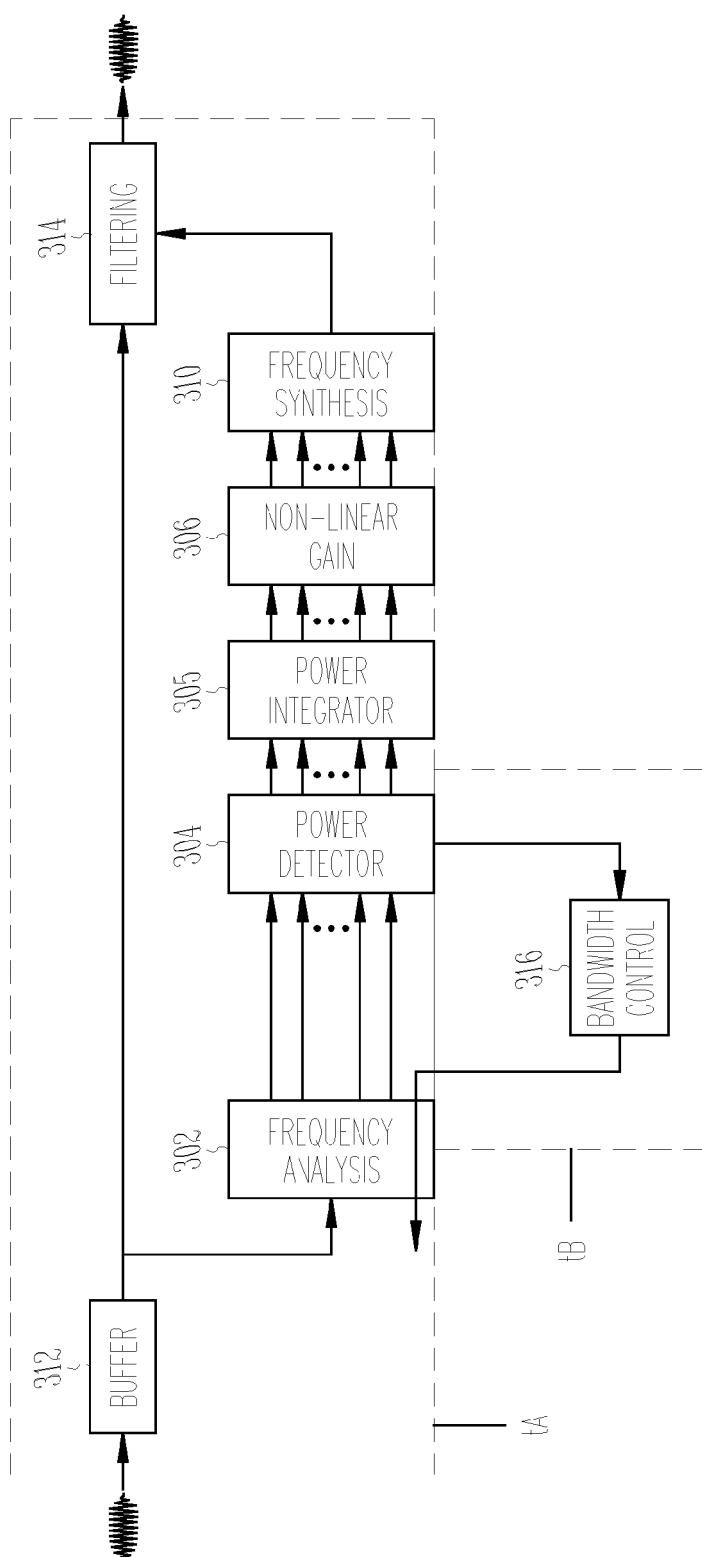 314
FILTERING
310
FREQUENCY
SYNTHESIS
306
NON-LINEAR
GAIN
305
POWER
INTEGRATOR
304
POWER
DETECTOR
316
BANDWIDTH
CONTROL
302
FREQUENCY
ANALYSIS
tB
312
BUFFER
tA